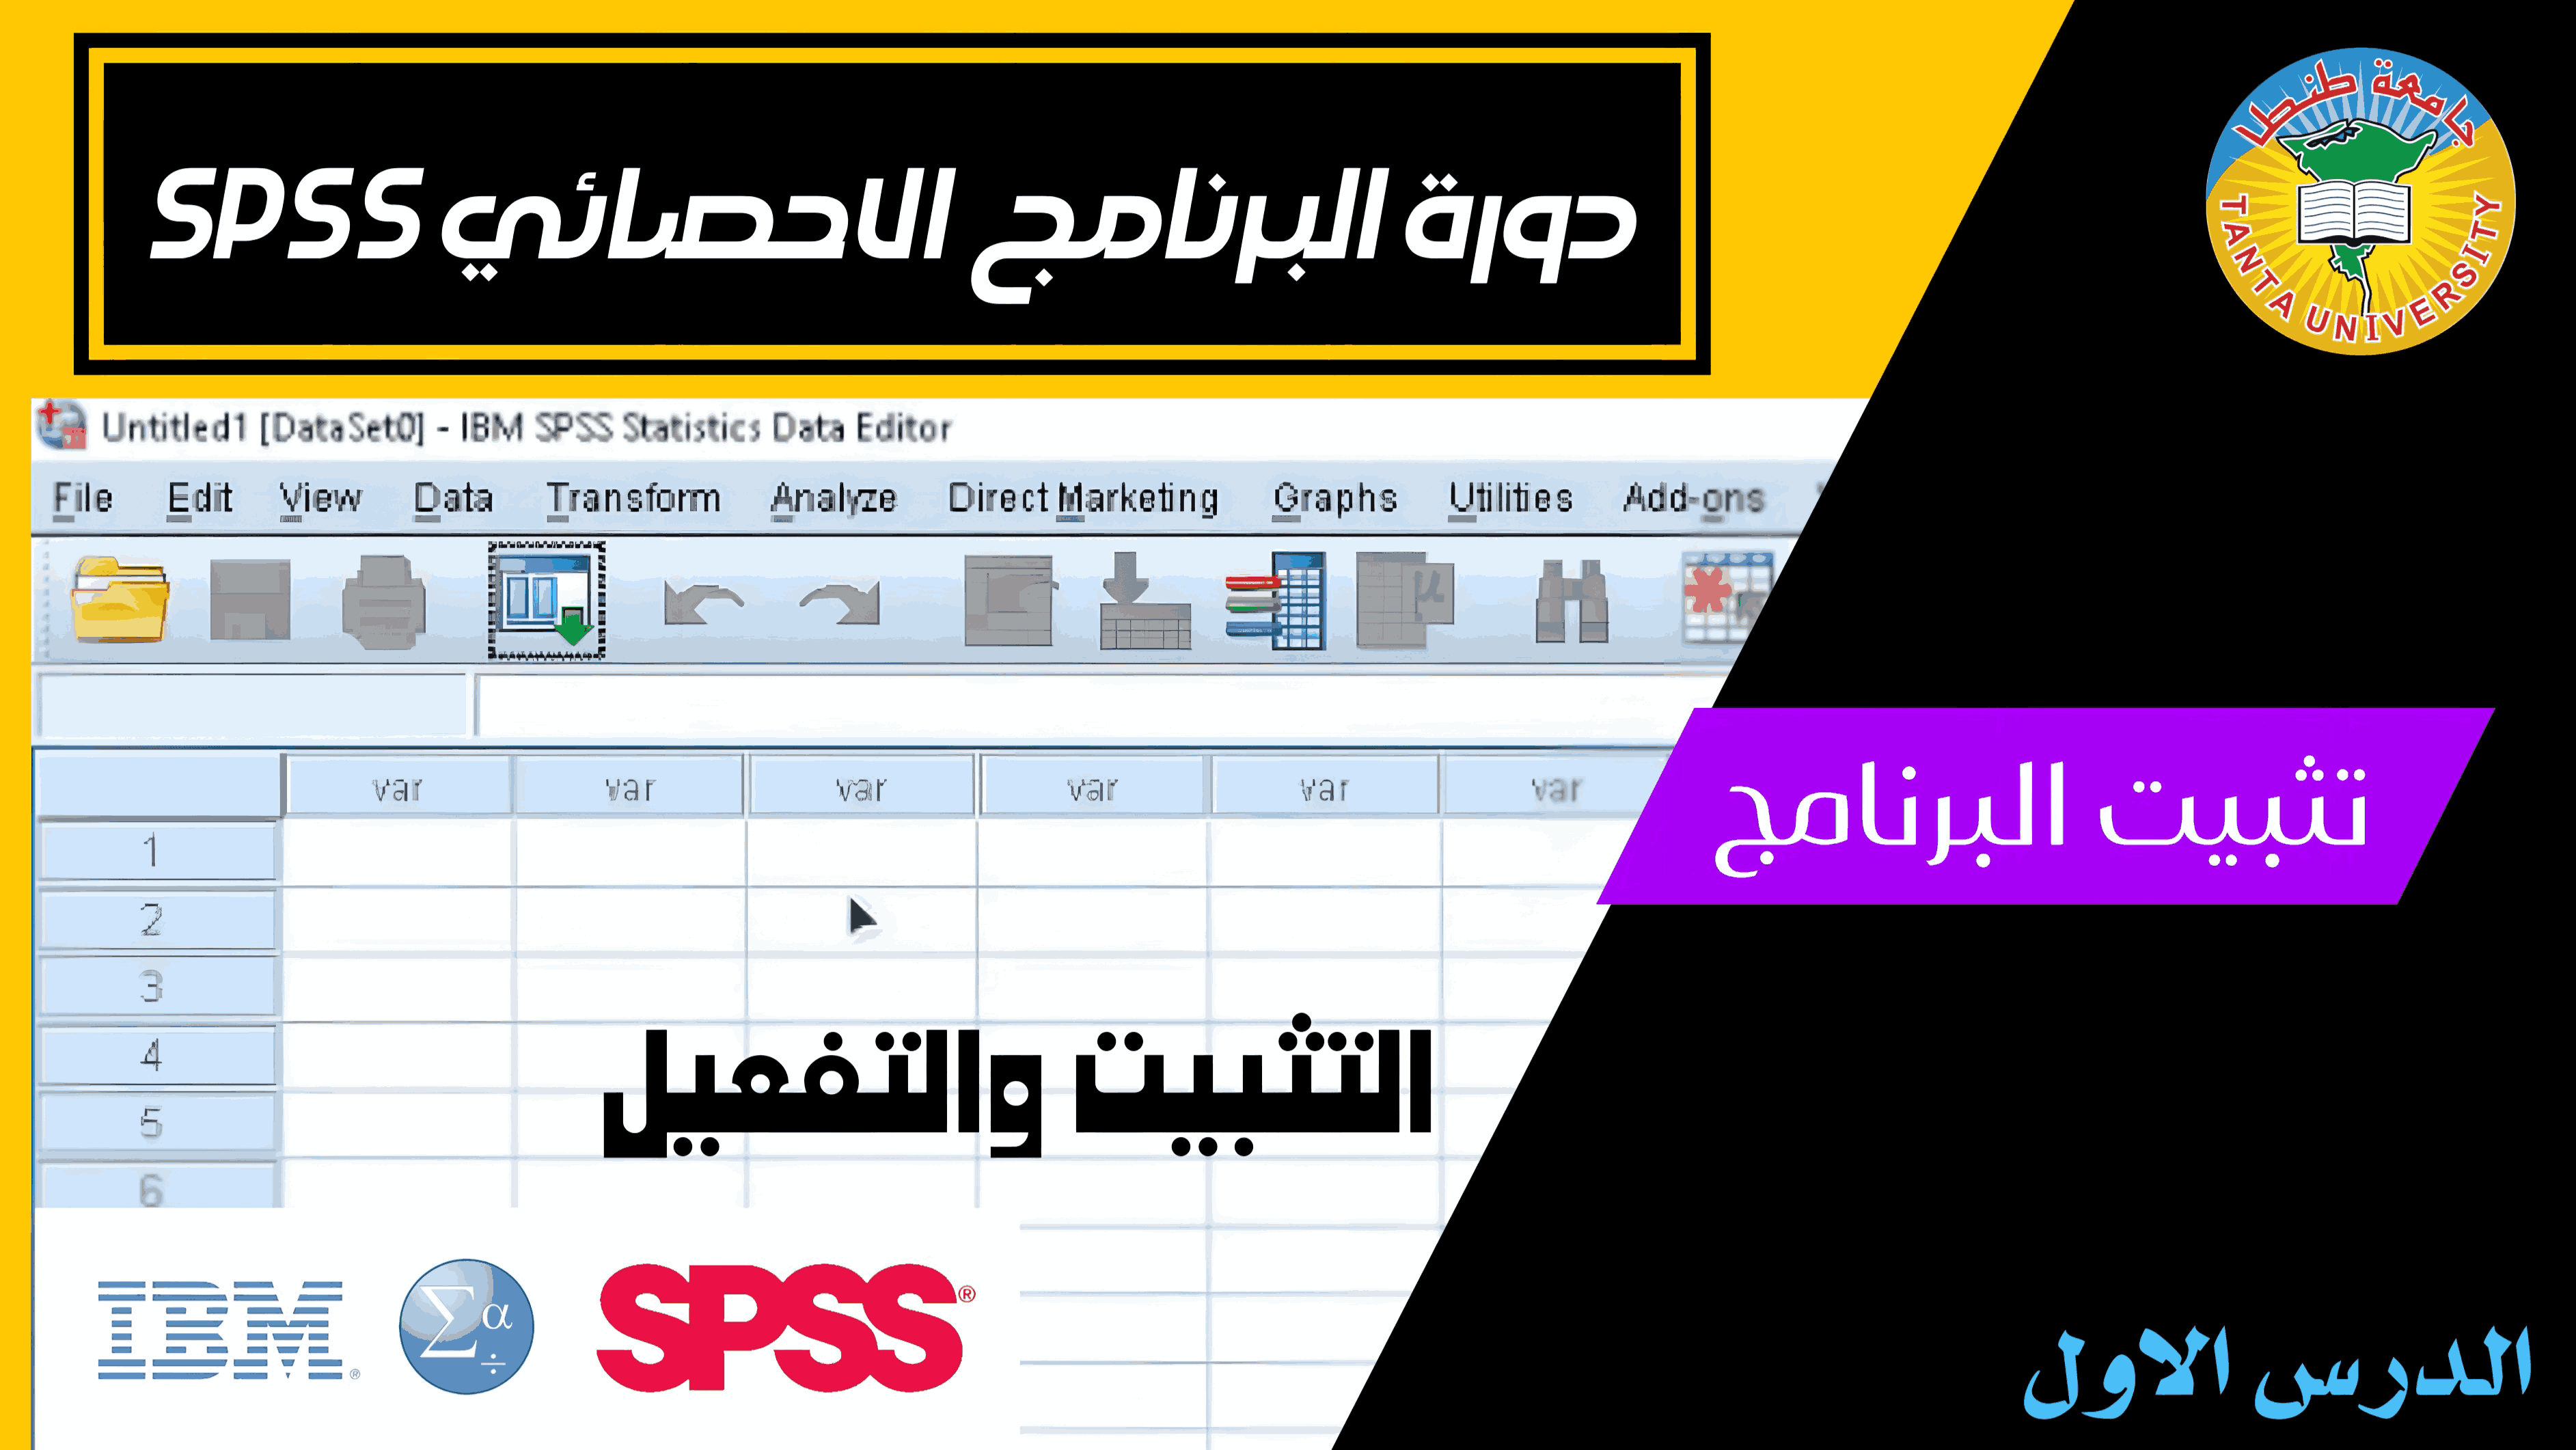 دورة البرنامج الاحصائي SPSS
جامعة طنطا
TANTA UNIVERSITY
Untitled1 [DataSet0] - IBM SPSS Statistics Data Editor
File Edit View Data Transform Analyze Direct Marketing Graphs Utilities Add-ons
var var var var var var
تثبيت البرنامج
1
2
3
4
5
6
التثبيت والتفعيل
IBM® Σα÷ SPSS®
الدرس الاول